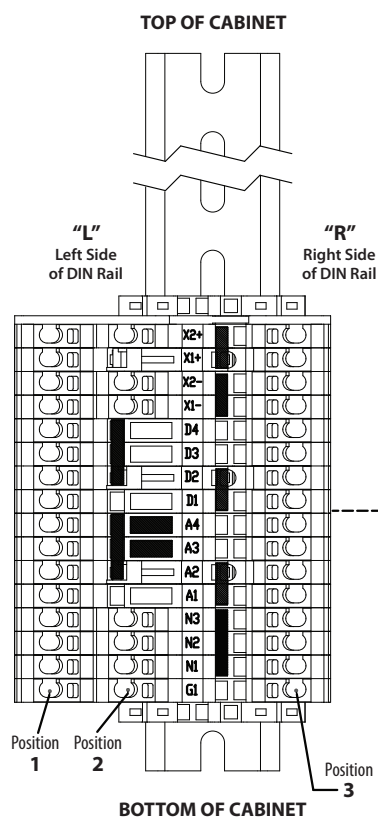 TOP OF CABINET
“L”
Left Side
of DIN Rail
“R”
Right Side
of DIN Rail
X2+
X1+
X2-
X1-
D4
D3
D2
D1
A4
A3
A2
A1
N3
N2
N1
G1
Position
1
Position
2
Position
3
BOTTOM OF CABINET